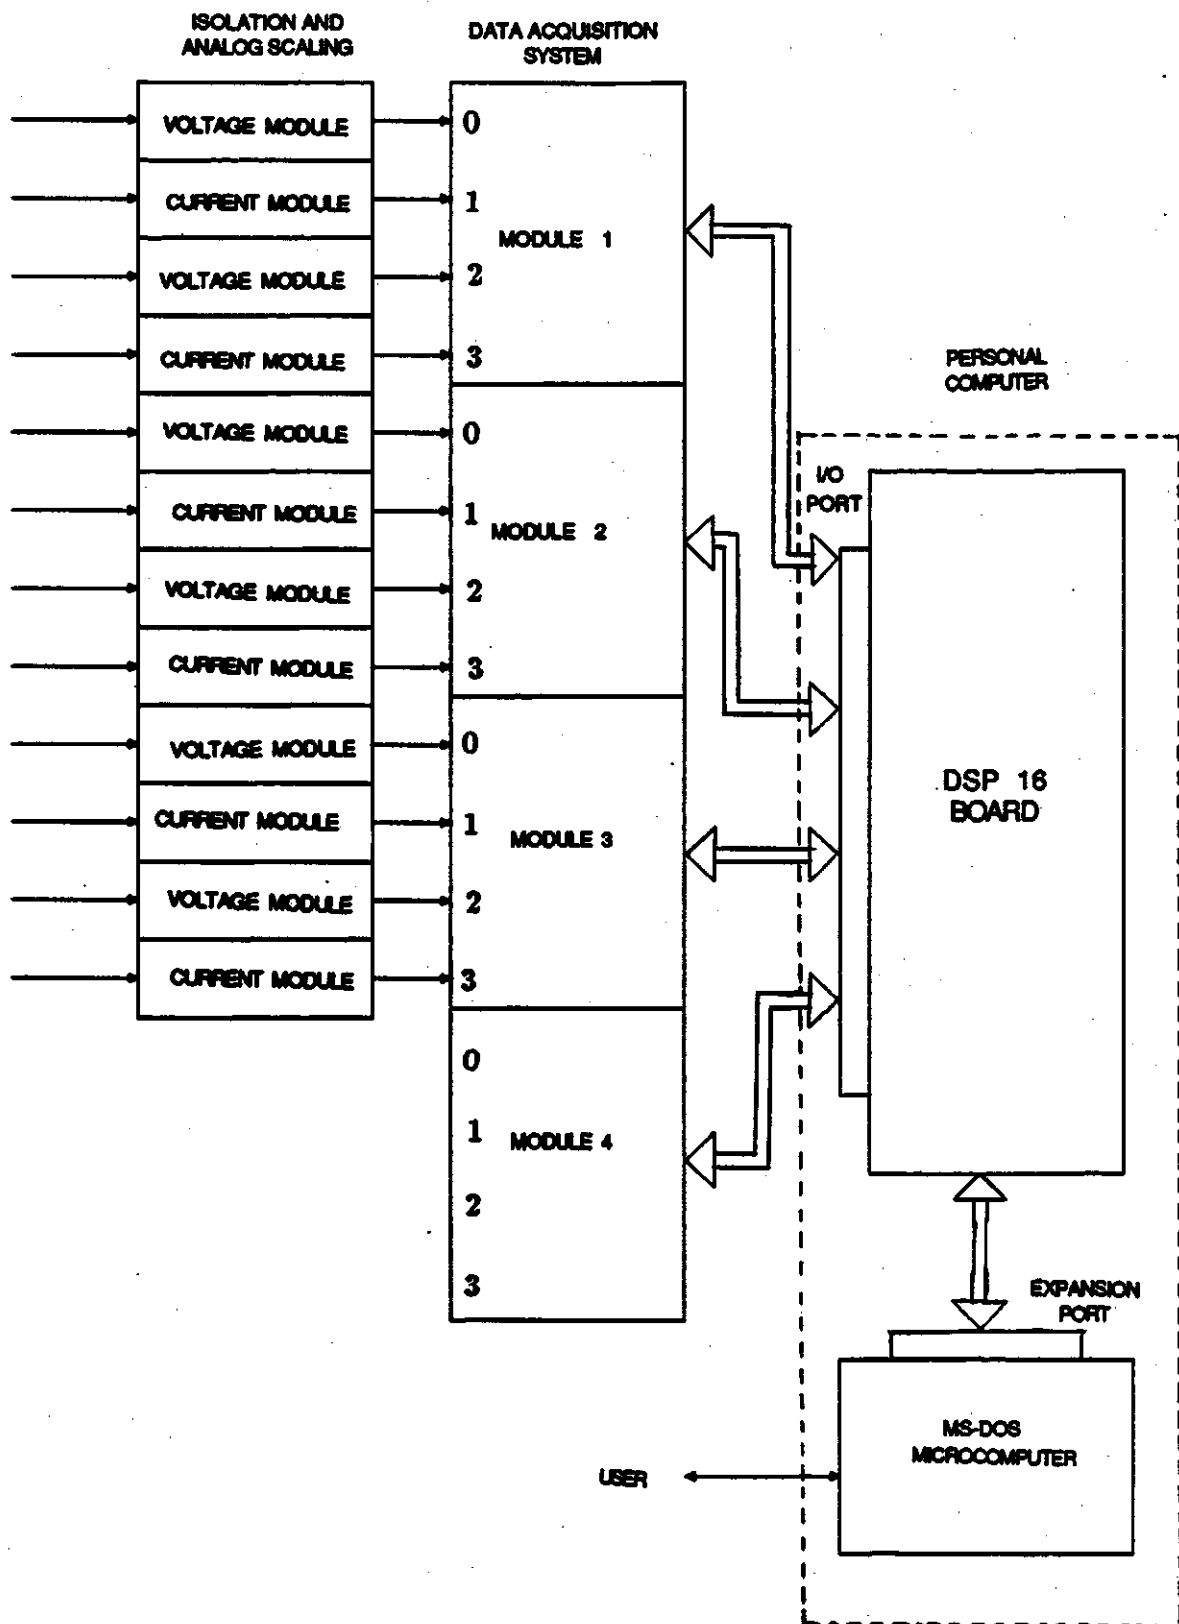 ISOLATION AND
ANALOG SCALING
DATA ACQUISITION
SYSTEM
VOLTAGE MODULE
0
CURRENT MODULE
1
MODULE 1
VOLTAGE MODULE
2
CURRENT MODULE
3
VOLTAGE MODULE
0
CURRENT MODULE
1
MODULE 2
VOLTAGE MODULE
2
CURRENT MODULE
3
VOLTAGE MODULE
0
CURRENT MODULE
1
MODULE 3
VOLTAGE MODULE
2
CURRENT MODULE
3
0
1
MODULE 4
2
3
PERSONAL
COMPUTER
I/O
PORT
DSP 16
BOARD
EXPANSION
PORT
MS-DOS
MICROCOMPUTER
USER